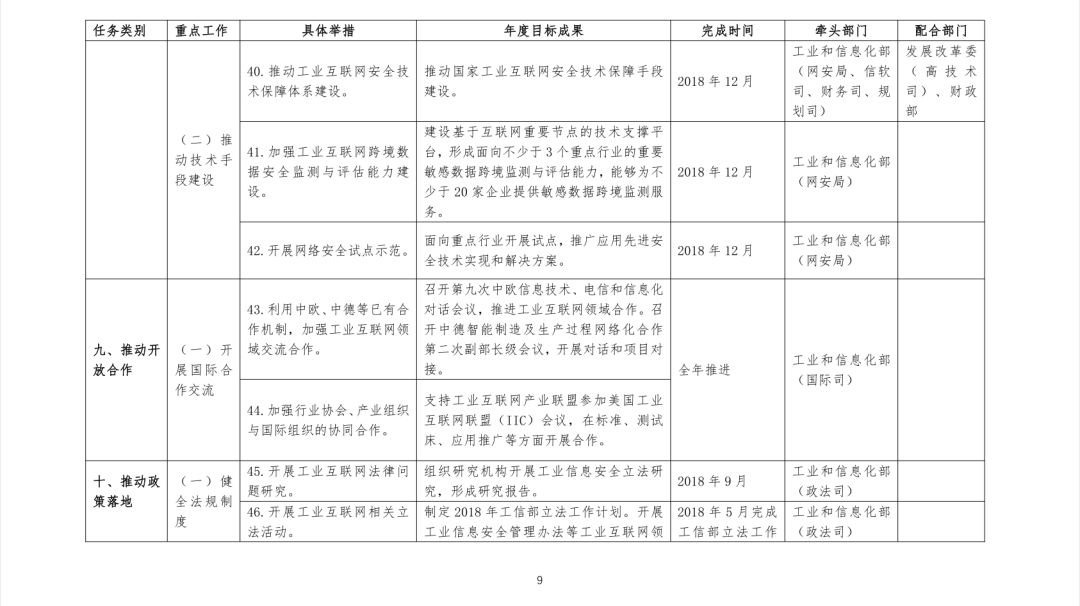 任务类别 重点工作 具体举措 年度目标成果 完成时间 牵头部门 配合部门
（二）推
动技术手
段建设
40. 推动工业互联网安全技
术保障体系建设。
推动国家工业互联网安全技术保障手段
建设。
2018 年 12 月
工业和信息化部
（网安局、信软
司、财务司、规
划司）
发展改革委
（高技术
司）、财政
部
41. 加强工业互联网跨境数
据安全监测与评估能力建
设。
建设基于互联网重要节点的技术支撑平
台，形成面向不少于 3 个重点行业的重要
敏感数据跨境监测与评估能力，能够为不
少于 20 家企业提供敏感数据跨境监测服
务。
2018 年 12 月
工业和信息化部
（网安局）
42. 开展网络安全试点示范。
面向重点行业开展试点，推广应用先进安
全技术实现和解决方案。
2018 年 12 月
工业和信息化部
（网安局）
九、推动开
放合作
（一）开
展国际合
作交流
43. 利用中欧、中德等已有合
作机制，加强工业互联网领
域交流合作。
召开第九次中欧信息技术、电信和信息化
对话会议，推进工业互联网领域合作。召
开中德智能制造及生产过程网络化合作
第二次副部长级会议，开展对话和项目对
接。
全年推进
工业和信息化部
（国际司）
44. 加强行业协会、产业组织
与国际组织的协同合作。
支持工业互联网产业联盟参加美国工业
互联网联盟（IIC）会议，在标准、测试
床、应用推广等方面开展合作。
十、推动政
策落地
（一）健
全法规制
度
45. 开展工业互联网法律问
题研究。
组织研究机构开展工业信息安全立法研
究，形成研究报告。
2018 年 9 月
工业和信息化部
（政法司）
46. 开展工业互联网相关立
法活动。
制定 2018 年工信部立法工作计划。开展
工业信息安全管理办法等工业互联网领
2018 年 5 月完成
工信部立法工作
工业和信息化部
（政法司）
9